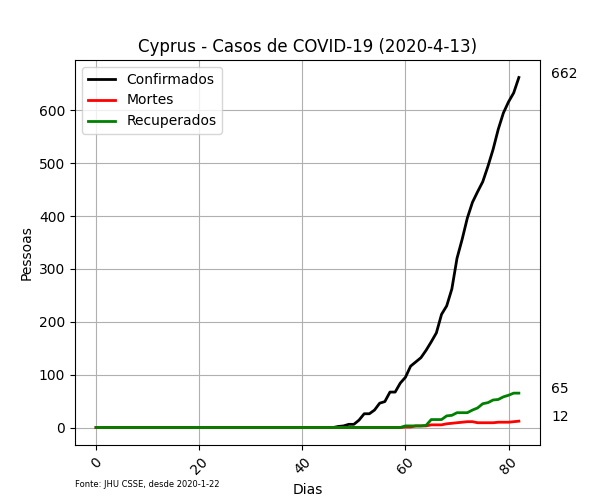 Cyprus - Casos de COVID-19 (2020-4-13)
Confirmados
Mortes
Recuperados
662
65
12
600
500
400
300
200
100
0
Pessoas
0
20
40
60
80
Dias
Fonte: JHU CSSE, desde 2020-1-22